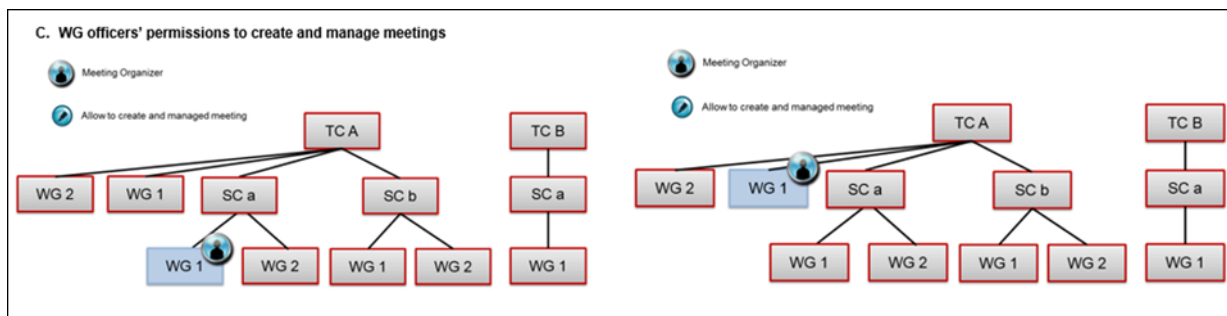 C. WG officers' permissions to create and manage meetings
Meeting Organizer
Allow to create and managed meeting
TC A
TC B
WG 2
WG 1
SC a
SC b
SC a
WG 1
WG 2
WG 1
WG 2
WG 1
Meeting Organizer
Allow to create and managed meeting
TC A
TC B
WG 2
WG 1
SC a
SC b
SC a
WG 1
WG 2
WG 1
WG 2
WG 1